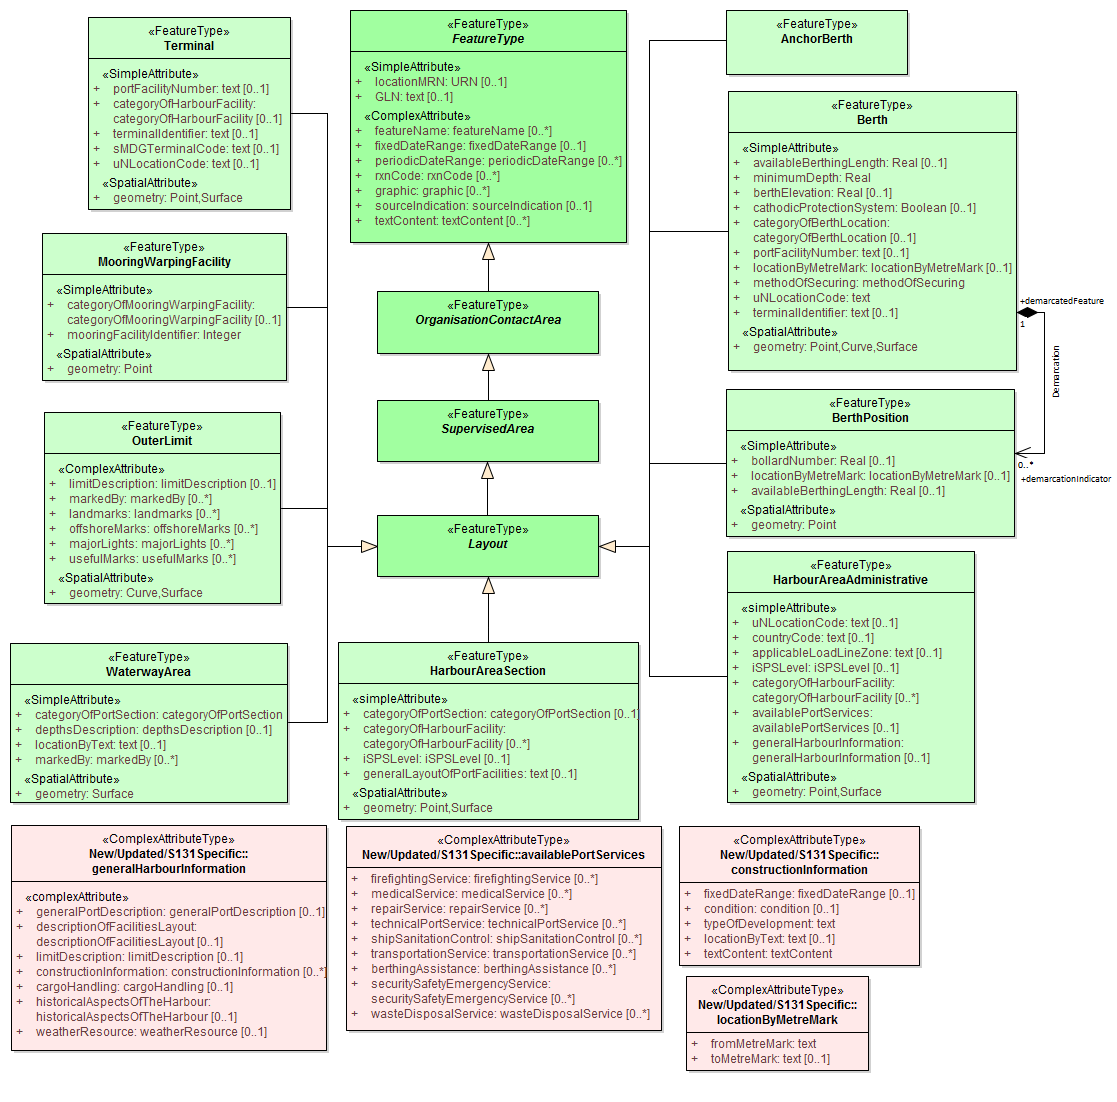 «FeatureType»
Terminal
«SimpleAttribute»
+ portFacilityNumber: text [0..1]
+ categoryOfHarbourFacility:
categoryOfHarbourFacility [0..1]
+ terminalIdentifier: text [0..1]
+ sMDGTerminalCode: text [0..1]
+ uNLocationCode: text [0..1]
«SpatialAttribute»
+ geometry: Point,Surface
«FeatureType»
FeatureType
«SimpleAttribute»
+ locationMRN: URN [0..1]
+ GLN: text [0..1]
«ComplexAttribute»
+ featureName: featureName [0..*]
+ fixedDateRange: fixedDateRange [0..1]
+ periodicDateRange: periodicDateRange [0..*]
+ rxnCode: rxnCode [0..*]
+ graphic: graphic [0..*]
+ sourceIndication: sourceIndication [0..1]
+ textContent: textContent [0..*]
«FeatureType»
AnchorBerth
«FeatureType»
Berth
«SimpleAttribute»
+ availableBerthingLength: Real [0..1]
+ minimumDepth: Real
+ berthElevation: Real [0..1]
+ cathodicProtectionSystem: Boolean [0..1]
+ categoryOfBerthLocation:
categoryOfBerthLocation [0..1]
+ portFacilityNumber: text [0..1]
+ locationByMetreMark: locationByMetreMark [0..1]
+ methodOfSecuring: methodOfSecuring
+ uNLocationCode: text
+ terminalIdentifier: text [0..1]
«SpatialAttribute»
+ geometry: Point,Curve,Surface
+demarcatedFeature
1
Demarcation
0..*
+demarcationIndicator
«FeatureType»
MooringWarpingFacility
«SimpleAttribute»
+ categoryOfMooringWarpingFacility:
categoryOfMooringWarpingFacility [0..1]
+ mooringFacilityIdentifier: Integer
«SpatialAttribute»
+ geometry: Point
«FeatureType»
OrganisationContactArea
«FeatureType»
SupervisedArea
«FeatureType»
Layout
«FeatureType»
BerthPosition
«SimpleAttribute»
+ bollardNumber: Real [0..1]
+ locationByMetreMark: locationByMetreMark [0..1]
+ availableBerthingLength: Real [0..1]
«SpatialAttribute»
+ geometry: Point
«FeatureType»
OuterLimit
«ComplexAttribute»
+ limitDescription: limitDescription [0..1]
+ markedBy: markedBy [0..*]
+ landmarks: landmarks [0..*]
+ offshoreMarks: offshoreMarks [0..*]
+ majorLights: majorLights [0..*]
+ usefulMarks: usefulMarks [0..*]
«SpatialAttribute»
+ geometry: Curve,Surface
«FeatureType»
HarbourAreaAdministrative
«simpleAttribute»
+ uNLocationCode: text [0..1]
+ countryCode: text [0..1]
+ applicableLoadLineZone: text [0..1]
+ iSPSLevel: iSPSLevel [0..1]
+ categoryOfHarbourFacility:
categoryOfHarbourFacility [0..*]
+ availablePortServices:
availablePortServices [0..1]
+ generalHarbourInformation:
generalHarbourInformation [0..1]
«SpatialAttribute»
+ geometry: Point,Surface
«FeatureType»
WaterwayArea
«SimpleAttribute»
+ categoryOfPortSection: categoryOfPortSection
+ depthsDescription: depthsDescription [0..1]
+ locationByText: text [0..1]
+ markedBy: markedBy [0..*]
«SpatialAttribute»
+ geometry: Surface
«FeatureType»
HarbourAreaSection
«simpleAttribute»
+ categoryOfPortSection: categoryOfPortSection [0..1]
+ categoryOfHarbourFacility:
categoryOfHarbourFacility [0..*]
+ iSPSLevel: iSPSLevel [0..1]
+ generalLayoutOfPortFacilities: text [0..1]
«SpatialAttribute»
+ geometry: Point,Surface
«ComplexAttributeType»
New/Updated/S131Specific::
generalHarbourInformation
«complexAttribute»
+ generalPortDescription: generalPortDescription [0..1]
+ descriptionOfFacilitiesLayout:
descriptionOfFacilitiesLayout [0..1]
+ limitDescription: limitDescription [0..1]
+ constructionInformation: constructionInformation [0..*]
+ cargoHandling: cargoHandling [0..1]
+ historicalAspectsOfTheHarbour:
historicalAspectsOfTheHarbour [0..1]
+ weatherResource: weatherResource [0..1]
«ComplexAttributeType»
New/Updated/S131Specific::availablePortServices
+ firefightingService: firefightingService [0..*]
+ medicalService: medicalService [0..*]
+ repairService: repairService [0..*]
+ technicalPortService: technicalPortService [0..*]
+ shipSanitationControl: shipSanitationControl [0..*]
+ transportationService: transportationService [0..*]
+ berthingAssistance: berthingAssistance [0..*]
+ securitySafetyEmergencyService:
securitySafetyEmergencyService [0..*]
+ wasteDisposalService: wasteDisposalService [0..*]
«ComplexAttributeType»
New/Updated/S131Specific::
constructionInformation
+ fixedDateRange: fixedDateRange [0..1]
+ condition: condition [0..1]
+ typeOfDevelopment: text
+ locationByText: text [0..1]
+ textContent: textContent
«ComplexAttributeType»
New/Updated/S131Specific::
locationByMetreMark
+ fromMetreMark: text
+ toMetreMark: text [0..1]